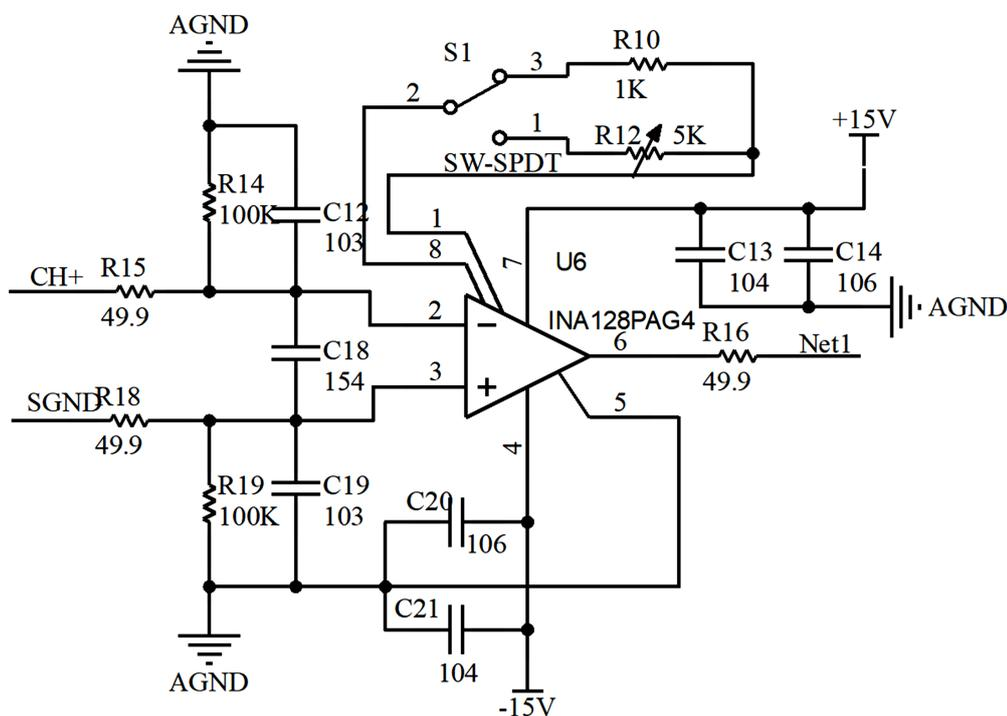 AGND
S1
3
R10
1K
2
1
R12
5K
+15V
SW-SPDT
R14
100K
C12
103
1
8
7
U6
C13
104
C14
106
AGND
CH+
R15
49.9
2
INA128PAG4
6
R16
49.9
Net1
C18
154
3
SGND
R18
49.9
5
4
R19
100K
C19
103
C20
106
C21
104
AGND
-15V